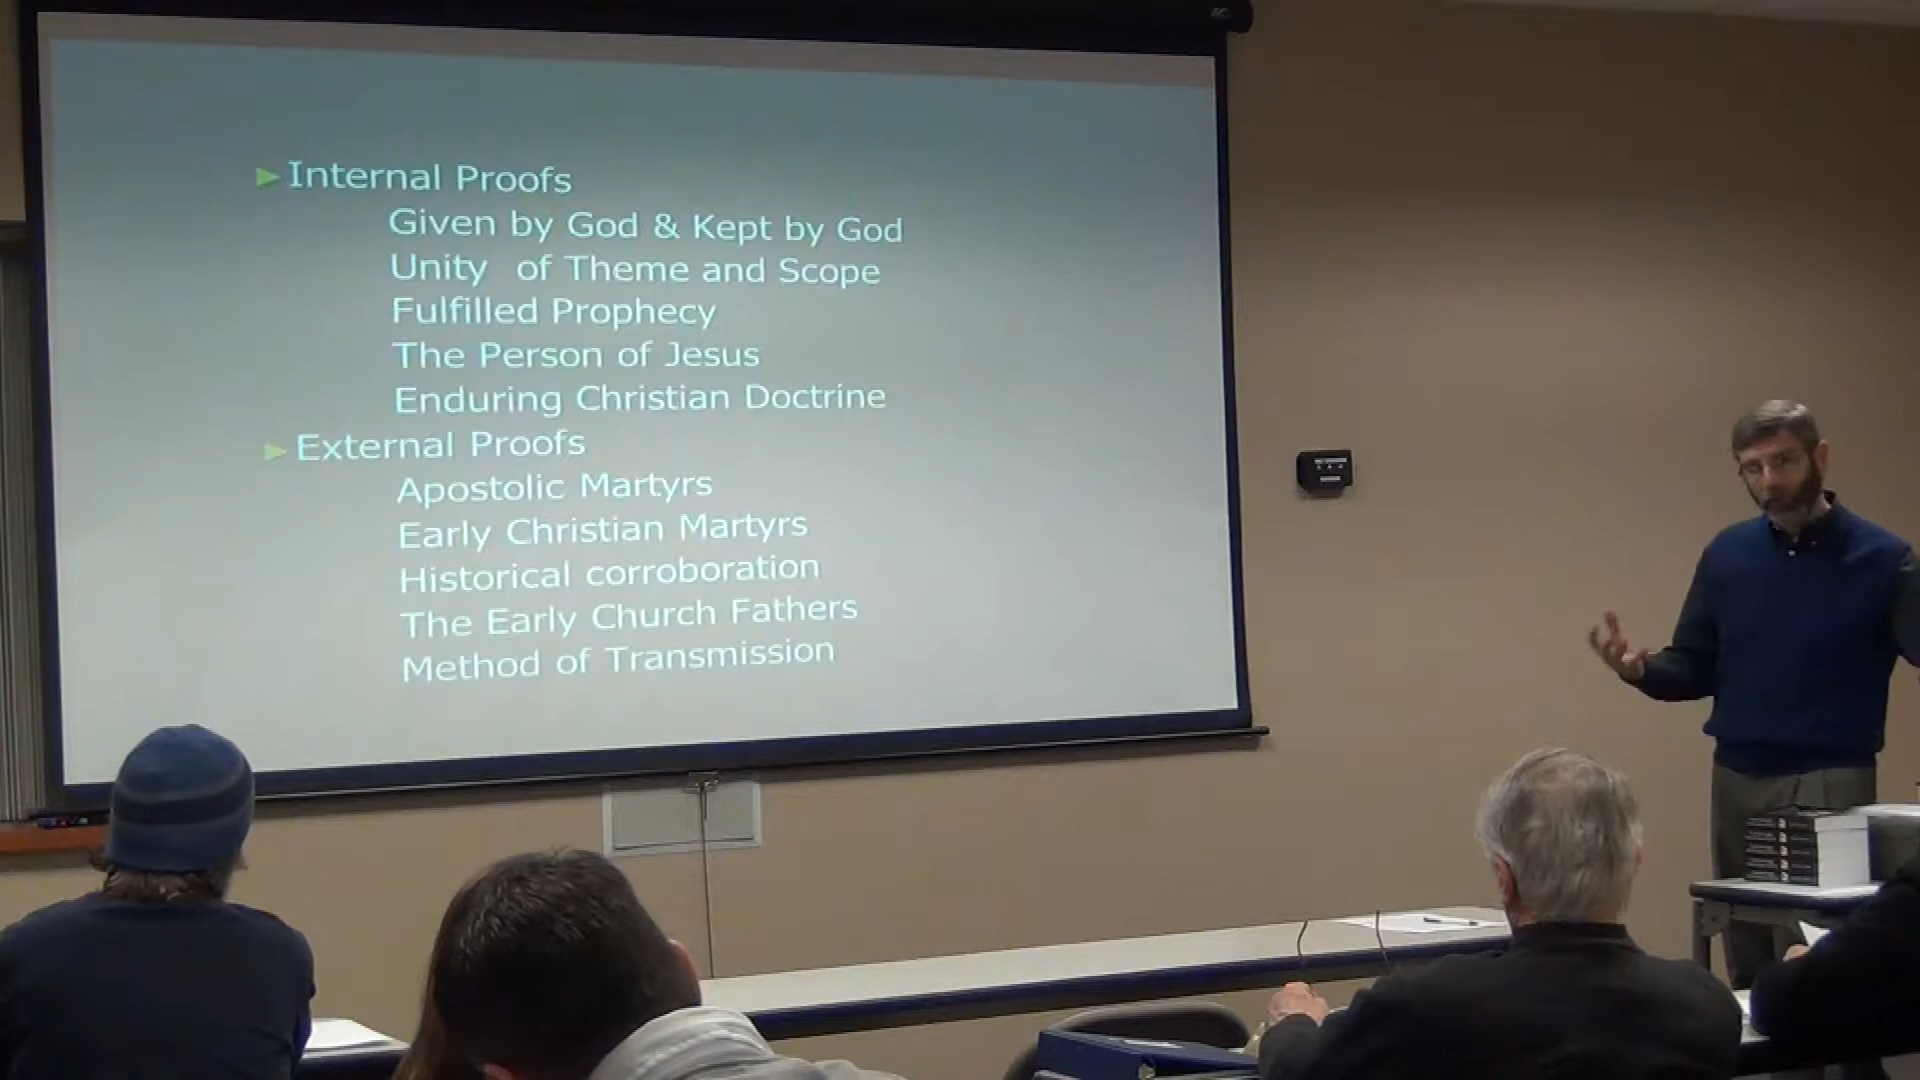 Internal Proofs
Given by God & Kept by God
Unity of Theme and Scope
Fulfilled Prophecy
The Person of Jesus
Enduring Christian Doctrine
External Proofs
Apostolic Martyrs
Early Christian Martyrs
Historical corroboration
The Early Church Fathers
Method of Transmission